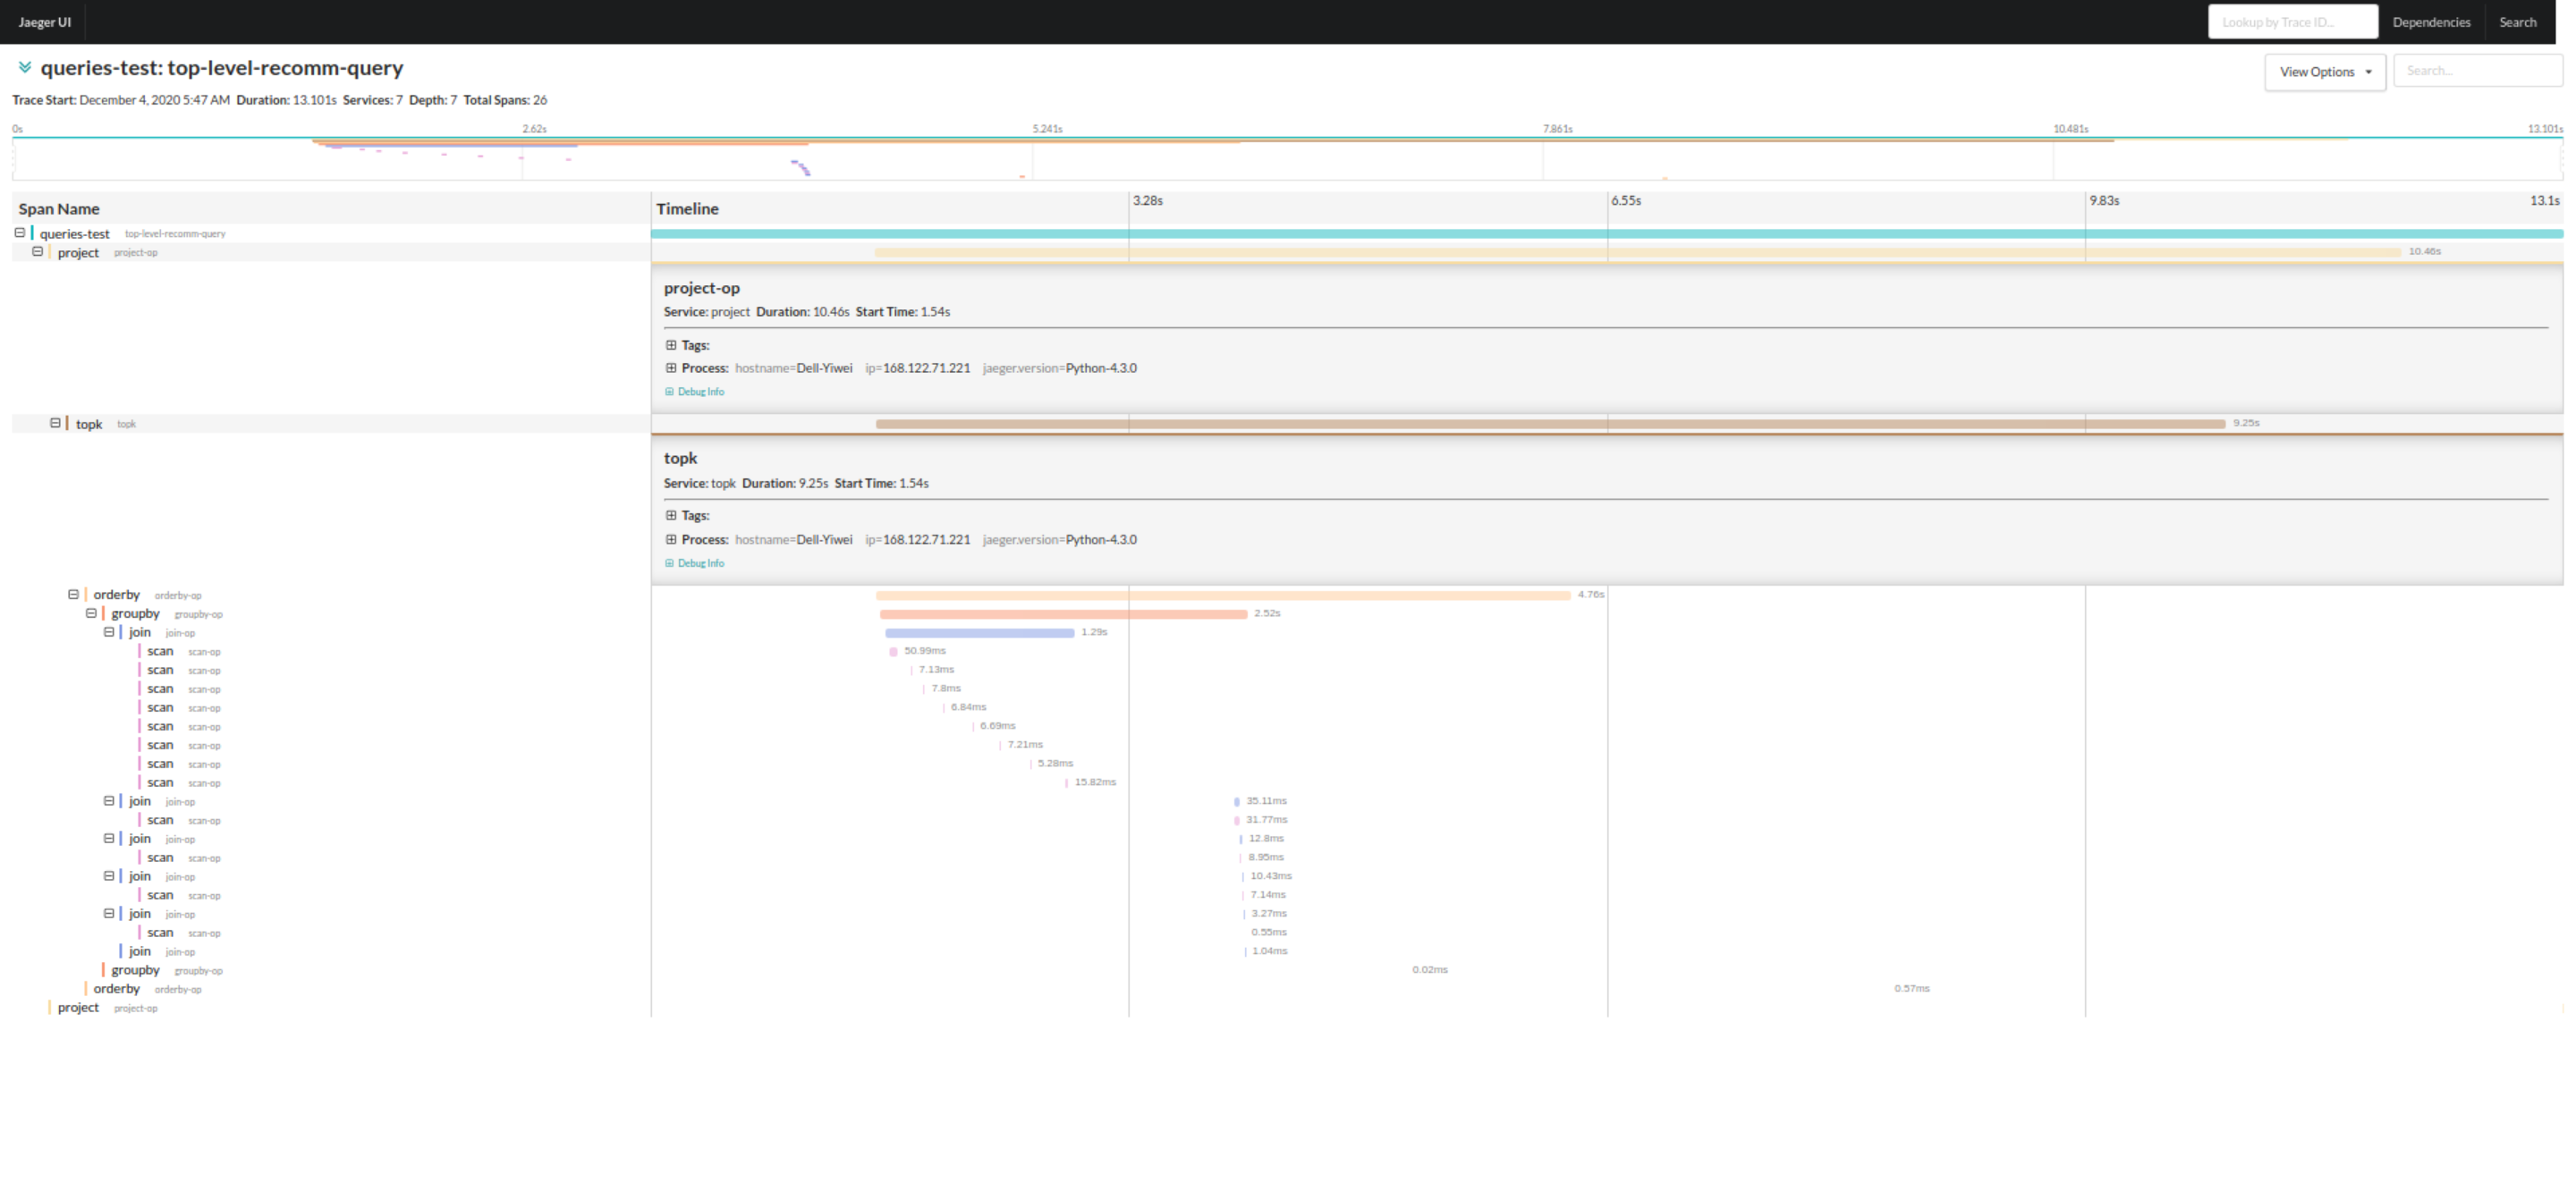 Jaeger UI Lookup by Trace ID... Dependencies Search
queries-test: top-level-recomm-query View Options Search...
Trace Start: December 4, 2020 5:47 AM Duration: 13.101s Services: 7 Depth: 7 Total Spans: 26
0s 2.62s 5.241s 7.861s 10.481s 13.101s
Span Name Timeline 3.28s 6.55s 9.83s 13.1s
queries-test top-level-recomm-query
project project-op 10.46s
project-op
Service: project Duration: 10.46s Start Time: 1.54s
Tags:
Process: hostname=Dell-Yiwei ip=168.122.71.221 jaeger.version=Python-4.3.0
Debug Info
topk topk 9.25s
topk
Service: topk Duration: 9.25s Start Time: 1.54s
Tags:
Process: hostname=Dell-Yiwei ip=168.122.71.221 jaeger.version=Python-4.3.0
Debug Info
orderby orderby-op 4.76s
groupby groupby-op 2.52s
join join-op 1.29s
scan scan-op 50.99ms
scan scan-op 7.13ms
scan scan-op 7.8ms
scan scan-op 6.84ms
scan scan-op 6.69ms
scan scan-op 7.21ms
scan scan-op 5.28ms
scan scan-op 15.82ms
join join-op 35.11ms
scan scan-op 31.77ms
join join-op 12.8ms
scan scan-op 8.95ms
join join-op 10.43ms
scan scan-op 7.14ms
join join-op 3.27ms
scan scan-op 0.55ms
join join-op 1.04ms
groupby groupby-op 0.02ms
orderby orderby-op 0.57ms
project project-op